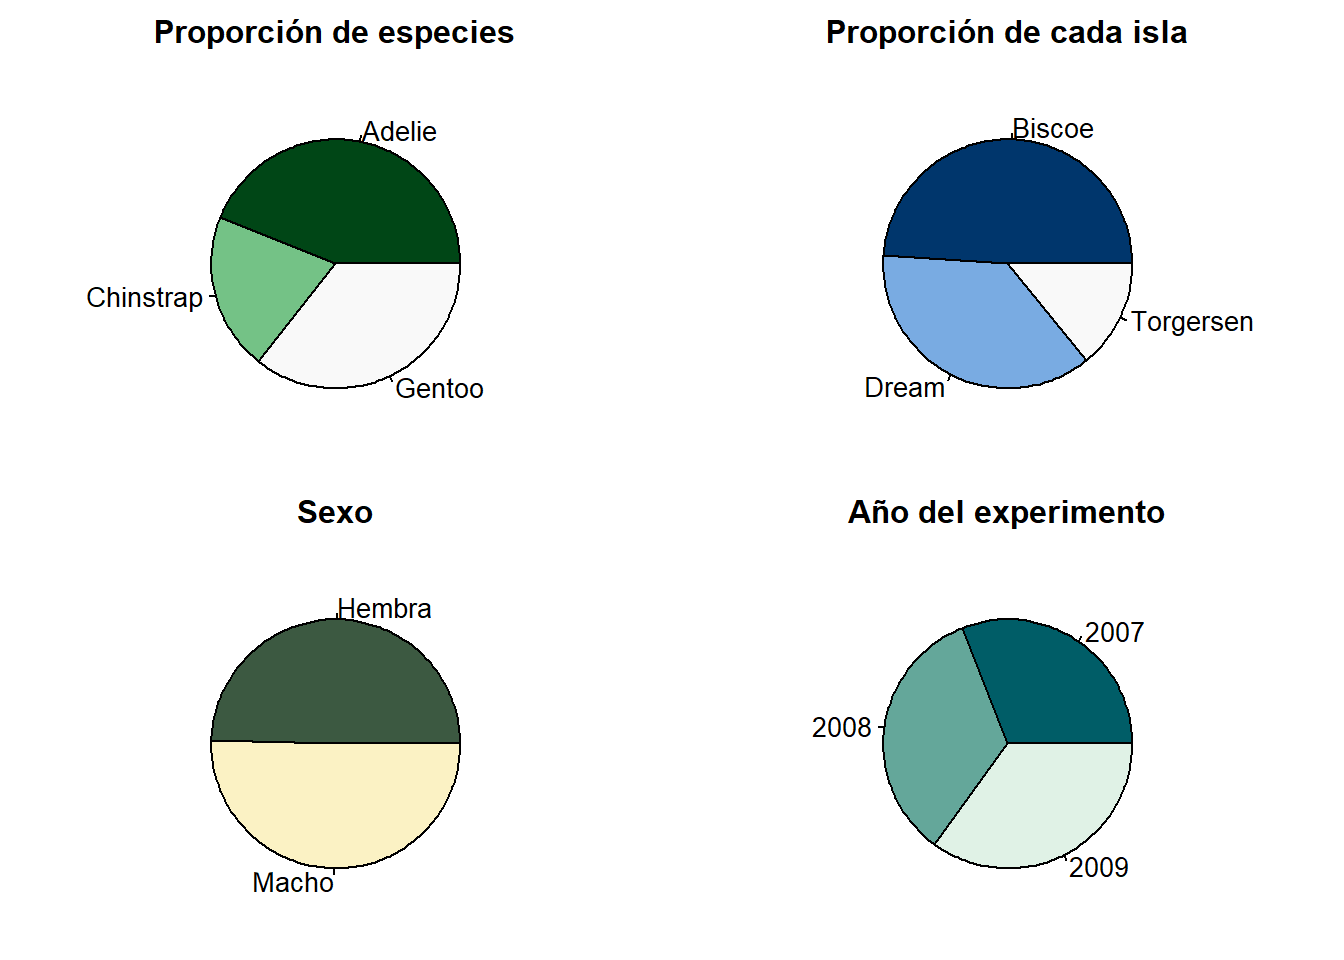 Proporción de especies
Adelie
Chinstrap
Gentoo
Proporción de cada isla
Biscoe
Torgersen
Dream
Sexo
Hembra
Macho
Año del experimento
2007
2008
2009